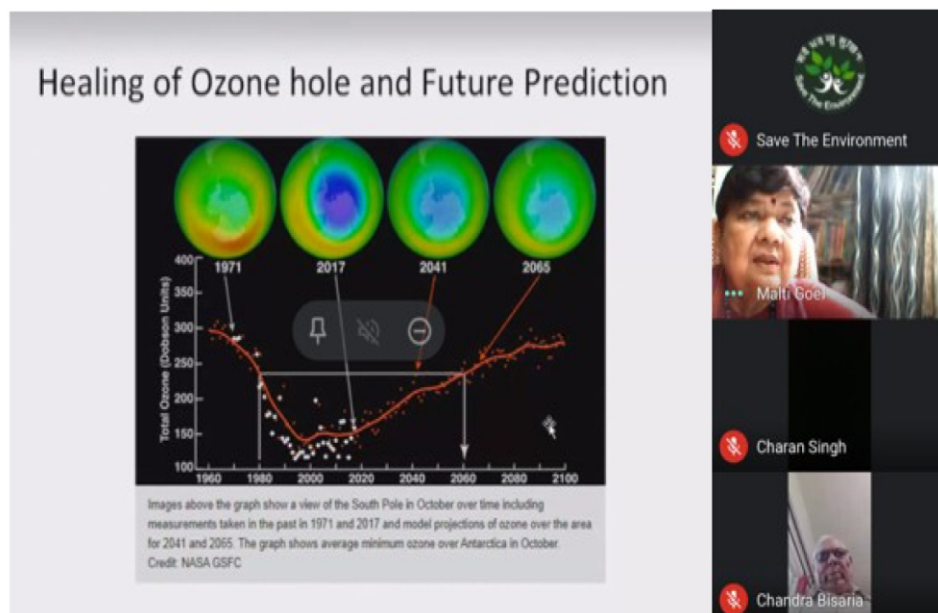 Healing of Ozone hole and Future Prediction
1971
2017
2041
2065
Total Ozone (Dobson Units)
400
350
300
250
200
150
100
1960
1980
2000
2020
2040
2060
2080
2100
Images above the graph show a view of the South Pole in October over time including
measurements taken in the past in 1971 and 2017 and model projections of ozone over the area
for 2041 and 2065. The graph shows average minimum ozone over Antarctica in October.
Credit: NASA GSFC
Save The Environment
Save The Environment
Malti Goel
Charan Singh
Chandra Bisaria